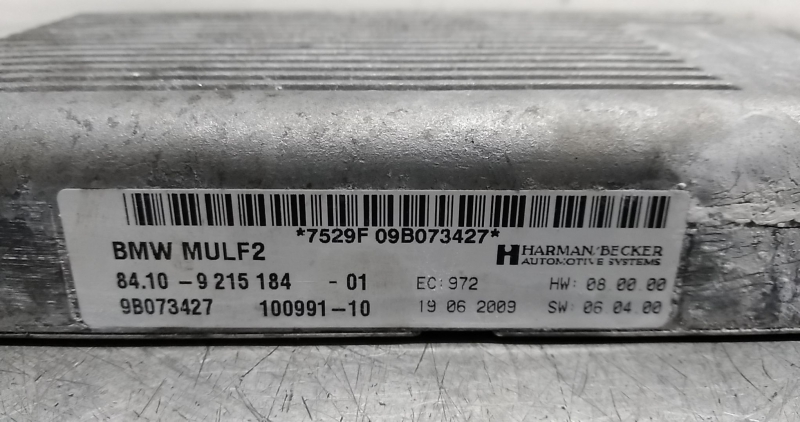 *7529F 09B073427*
BMW MULF2
HARMAN/BECKER
AUTOMOTIVE SYSTEMS
84.10 - 9 215 184 - 01 EC: 972 HW: 08.00.00
9B073427 100991-10 19 06 2009 SW: 06.04.00